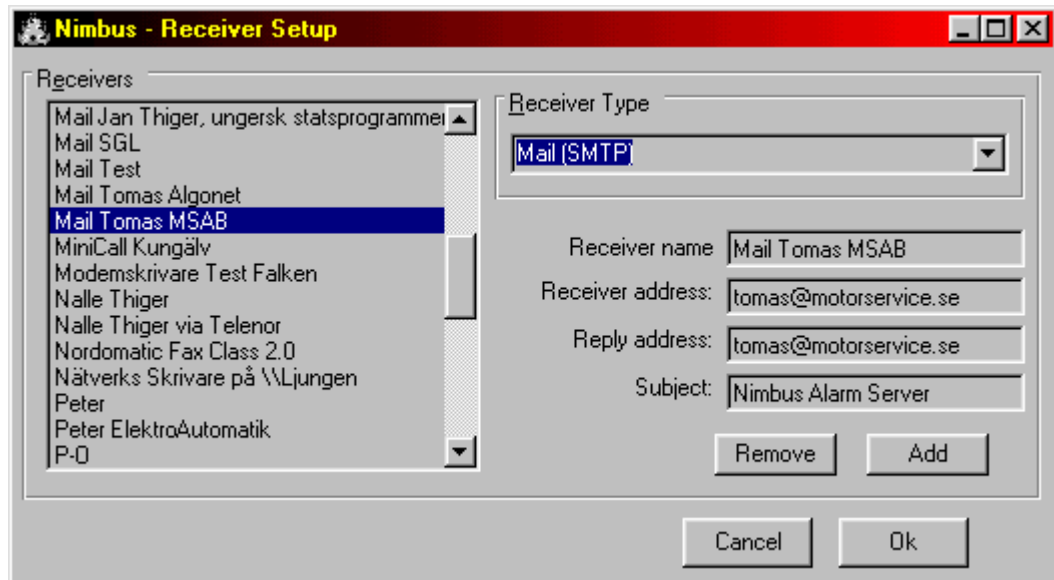 Nimbus - Receiver Setup
Receivers
Mail Jan Thiger, ungersk statsprogrammer
Mail SGL
Mail Test
Mail Tomas Algonet
Mail Tomas MSAB
MiniCall Kungälv
Modemskrivare Test Falken
Nalle Thiger
Nalle Thiger via Telenor
Nordomatic Fax Class 2.0
Nätverks Skrivare på \\Ljungen
Peter
Peter ElektroAutomatik
P-O
Receiver Type
Mail (SMTP)
Receiver name Mail Tomas MSAB
Receiver address: tomas@motorservice.se
Reply address: tomas@motorservice.se
Subject: Nimbus Alarm Server
Remove Add
Cancel Ok